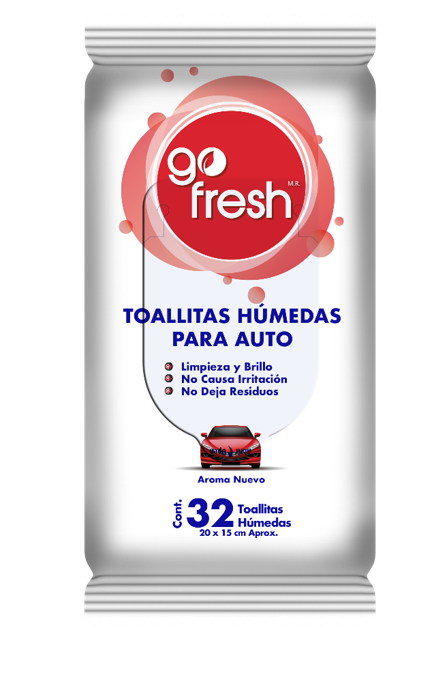 go
fresh M.R.
TOALLITAS HÚMEDAS
PARA AUTO
Limpieza y Brillo
No Causa Irritación
No Deja Residuos
Aroma Nuevo
Cont. 32 Toallitas
Húmedas
20 x 15 cm Aprox.